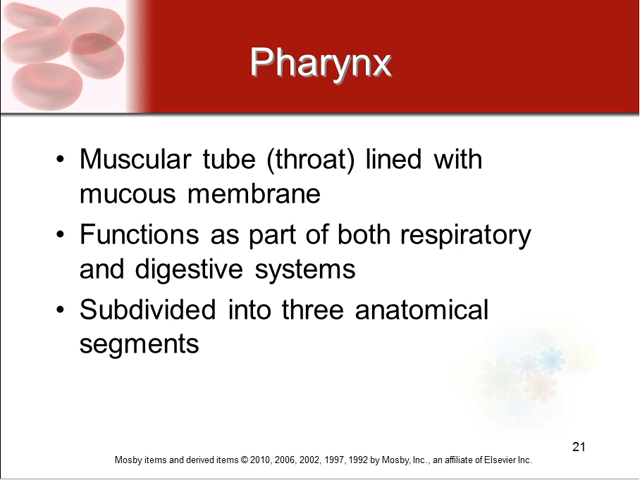 Pharynx
• Muscular tube (throat) lined with
mucous membrane
• Functions as part of both respiratory
and digestive systems
• Subdivided into three anatomical
segments
21
Mosby items and derived items © 2010, 2006, 2002, 1997, 1992 by Mosby, Inc., an affiliate of Elsevier Inc.